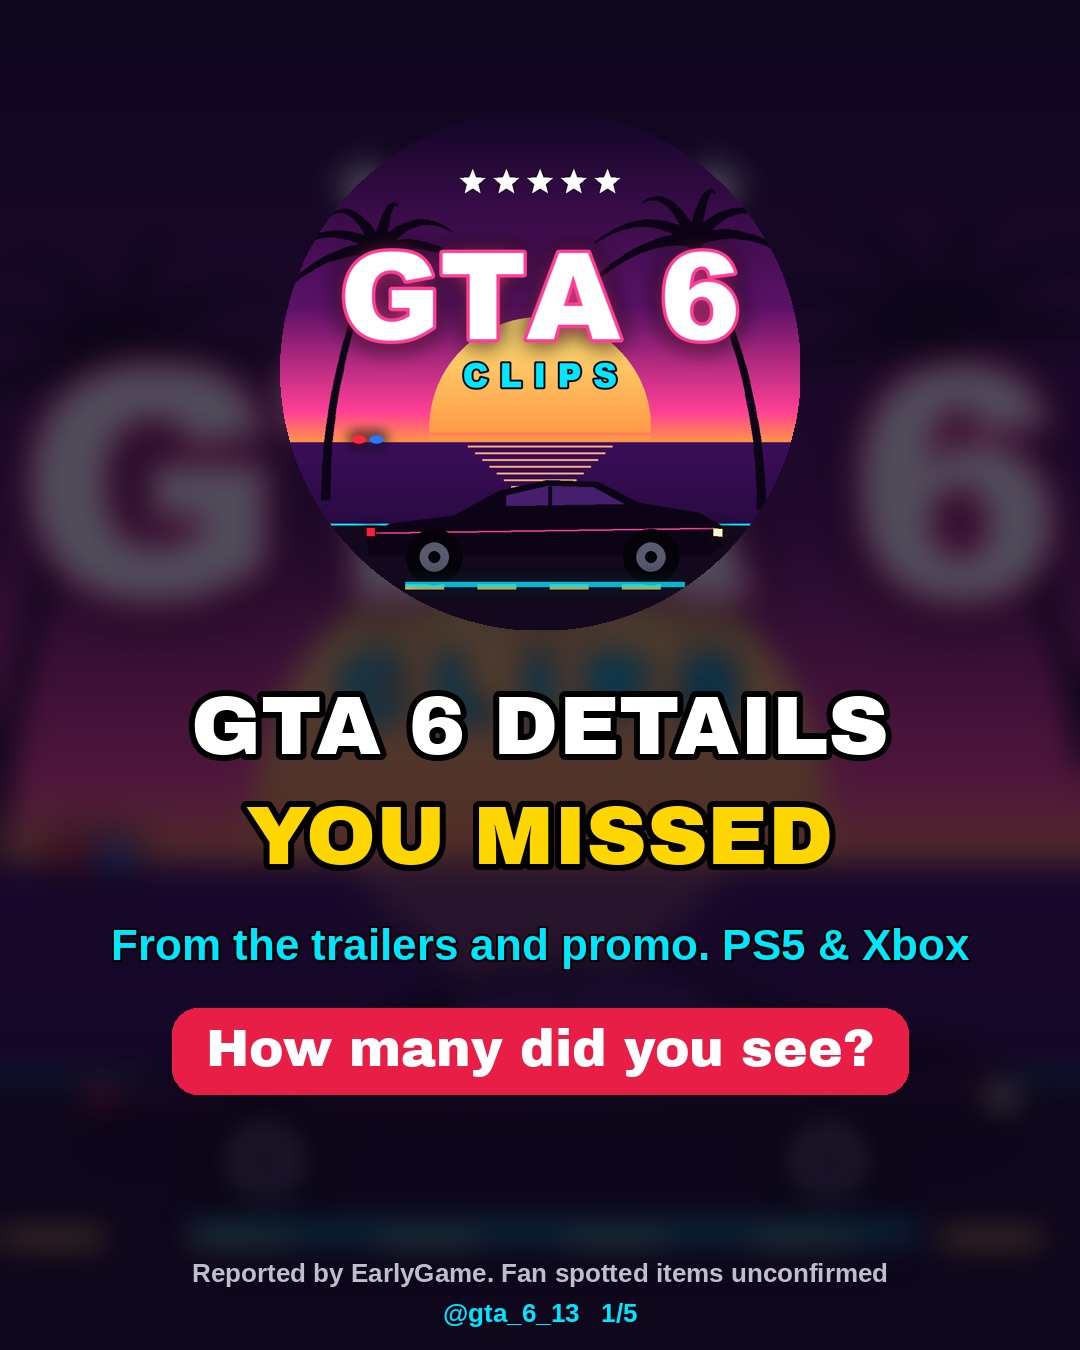 GTA 6
CLIPS
GTA 6 DETAILS
YOU MISSED
From the trailers and promo. PS5 & Xbox
How many did you see?
Reported by EarlyGame. Fan spotted items unconfirmed
@gta_6_13 1/5